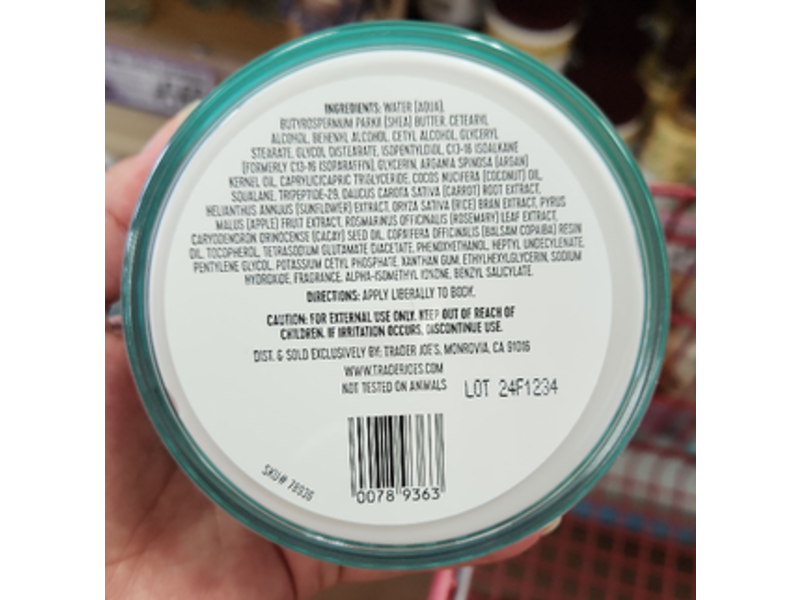 INGREDIENTS: WATER (AQUA),
BUTYROSPERMUM PARKII (SHEA) BUTTER, CETEARYL
ALCOHOL, BEHENYL ALCOHOL, CETYL ALCOHOL, GLYCERYL
STEARATE, GLYCOL DISTEARATE, ISOPENTYLDIOL, C13-16 ISOALKANE
(FORMERLY C13-16 ISOPARAFFIN), GLYCERIN, ARGANIA SPINOSA (ARGAN)
KERNEL OIL, CAPRYLIC/CAPRIC TRIGLYCERIDE, COCOS NUCIFERA (COCONUT) OIL,
SQUALANE, TRIPEPTIDE-29, DAUCUS CAROTA SATIVA (CARROT) ROOT EXTRACT,
HELIANTHUS ANNUUS (SUNFLOWER) EXTRACT, ORYZA SATIVA (RICE) BRAN EXTRACT, PYRUS
MALUS (APPLE) FRUIT EXTRACT, ROSMARINUS OFFICINALIS (ROSEMARY) LEAF EXTRACT,
CARYODENDRON ORINOCENSE (CACAY) SEED OIL, COPAIFERA OFFICINALIS (BALSAM COPAIBA) RESIN
OIL, TOCOPHEROL, TETRASODIUM GLUTAMATE DIACETATE, PHENOXYETHANOL, HEPTYL UNDECYLENATE,
PENTYLENE GLYCOL, POTASSIUM CETYL PHOSPHATE, XANTHAN GUM, ETHYLHEXYLGLYCERIN, SODIUM
HYDROXIDE, FRAGRANCE, ALPHA-ISOMETHYL IONONE, BENZYL SALICYLATE.
DIRECTIONS: APPLY LIBERALLY TO BODY.
CAUTION: FOR EXTERNAL USE ONLY. KEEP OUT OF REACH OF
CHILDREN. IF IRRITATION OCCURS, DISCONTINUE USE.
DIST. & SOLD EXCLUSIVELY BY: TRADER JOE'S, MONROVIA, CA 91016
WWW.TRADERJOES.COM
NOT TESTED ON ANIMALS
LOT 24F1234
SKU# 78936
0078 9363